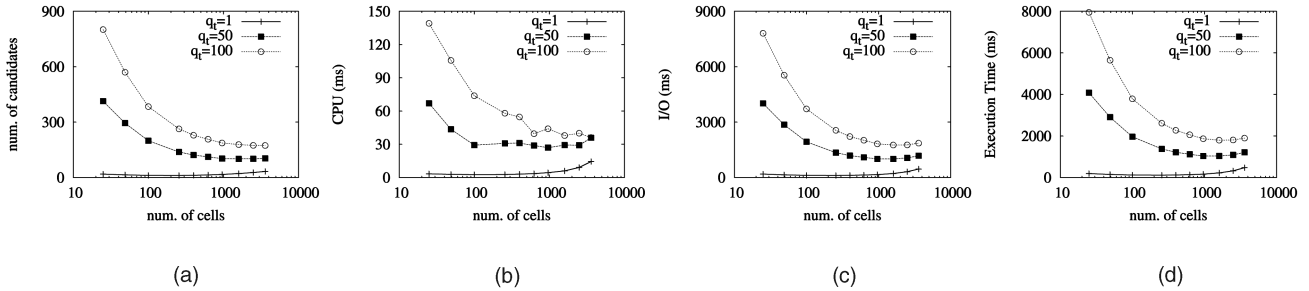 900
600
300
0
10
100
1000
10000
num. of candidates
num. of cells
q_t=1
q_t=50
q_t=100
(a)
150
120
90
60
30
0
10
100
1000
10000
CPU (ms)
num. of cells
q_t=1
q_t=50
q_t=100
(b)
9000
6000
3000
0
10
100
1000
10000
I/O (ms)
num. of cells
q_t=1
q_t=50
q_t=100
(c)
8000
6000
4000
2000
0
10
100
1000
10000
Execution Time (ms)
num. of cells
q_t=1
q_t=50
q_t=100
(d)